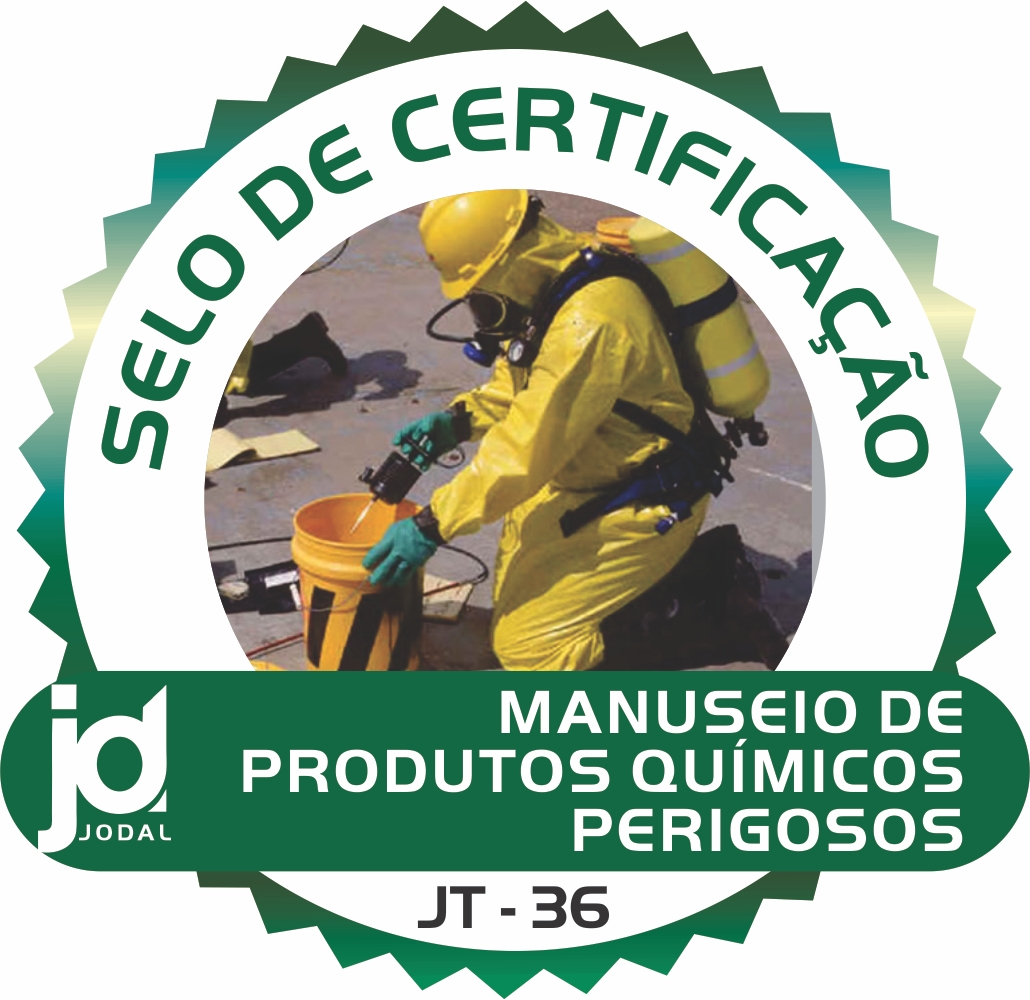 SELO DE CERTIFICAÇÃO
jd
JODAL
MANUSEIO DE
PRODUTOS QUÍMICOS
PERIGOSOS
JT - 36